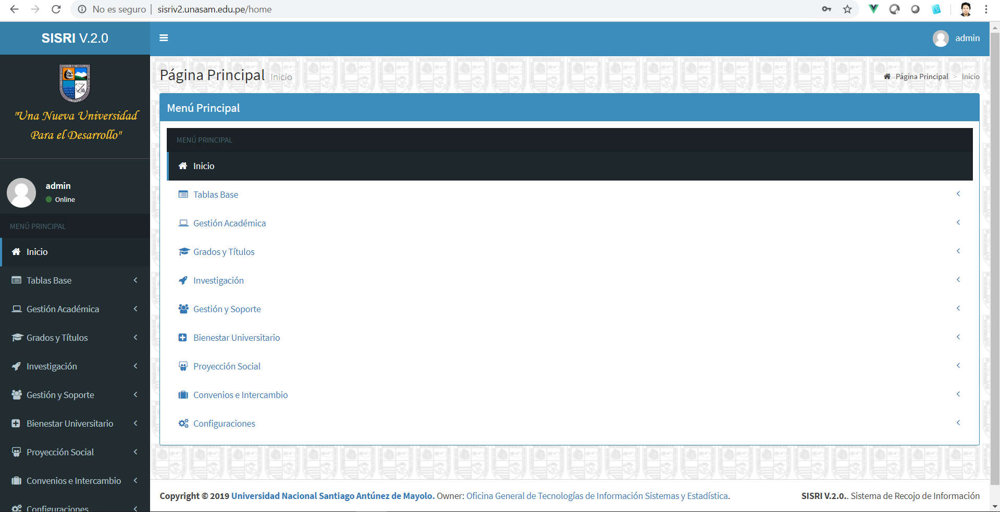 No es seguro | sisriv2.unasam.edu.pe/home
SISRI V.2.0
admin
"Una Nueva Universidad
Para el Desarrollo"
admin
Online
MENÚ PRINCIPAL
Inicio
Tablas Base
Gestión Académica
Grados y Títulos
Investigación
Gestión y Soporte
Bienestar Universitario
Proyección Social
Convenios e Intercambio
Configuraciones
Página Principal Inicio
Página Principal > Inicio
Menú Principal
MENÚ PRINCIPAL
Inicio
Tablas Base
Gestión Académica
Grados y Títulos
Investigación
Gestión y Soporte
Bienestar Universitario
Proyección Social
Convenios e Intercambio
Configuraciones
Copyright © 2019 Universidad Nacional Santiago Antúnez de Mayolo. Owner: Oficina General de Tecnologías de Información Sistemas y Estadística.
SISRI V.2.0.. Sistema de Recojo de Información